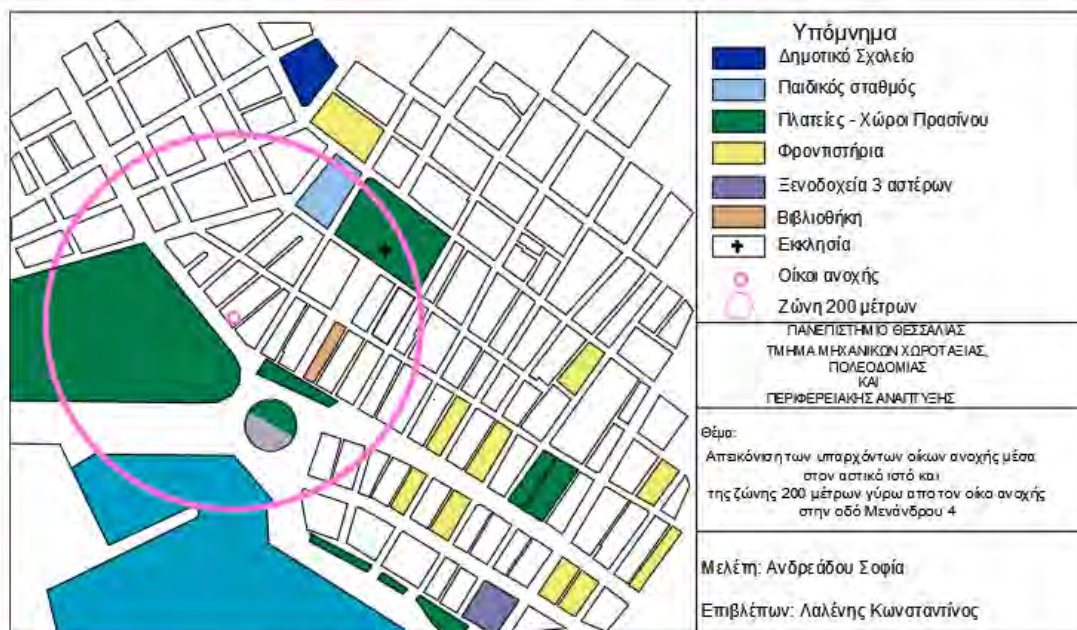 Υπόμνημα
Δημοτικό Σχολείο
Παιδικός σταθμός
Πλατείες - Χώροι Πρασίνου
Φροντιστήρια
Ξενοδοχεία 3 αστέρων
Βιβλιοθήκη
Εκκλησία
Οίκοι ανοχής
Ζώνη 200 μέτρων
ΠΑΝΕΠΙΣΤΗΜΙΟ ΘΕΣΣΑΛΙΑΣ
ΤΜΗΜΑ ΜΗΧΑΝΙΚΩΝ ΧΩΡΟΤΑΞΙΑΣ,
ΠΟΛΕΟΔΟΜΙΑΣ
ΚΑΙ
ΠΕΡΙΦΕΡΕΙΑΚΗΣ ΑΝΑΠΤΥΞΗΣ
Θέμα:
Απεικόνιση των υπαρχόντων οίκων ανοχής μέσα
στον αστικό ιστό και
της ζώνης 200 μέτρων γύρω απο τον οίκο ανοχής
στην οδό Μενάνδρου 4
Μελέτη: Ανδρεάδου Σοφία
Επιβλέπων: Λαλένης Κωνσταντίνος